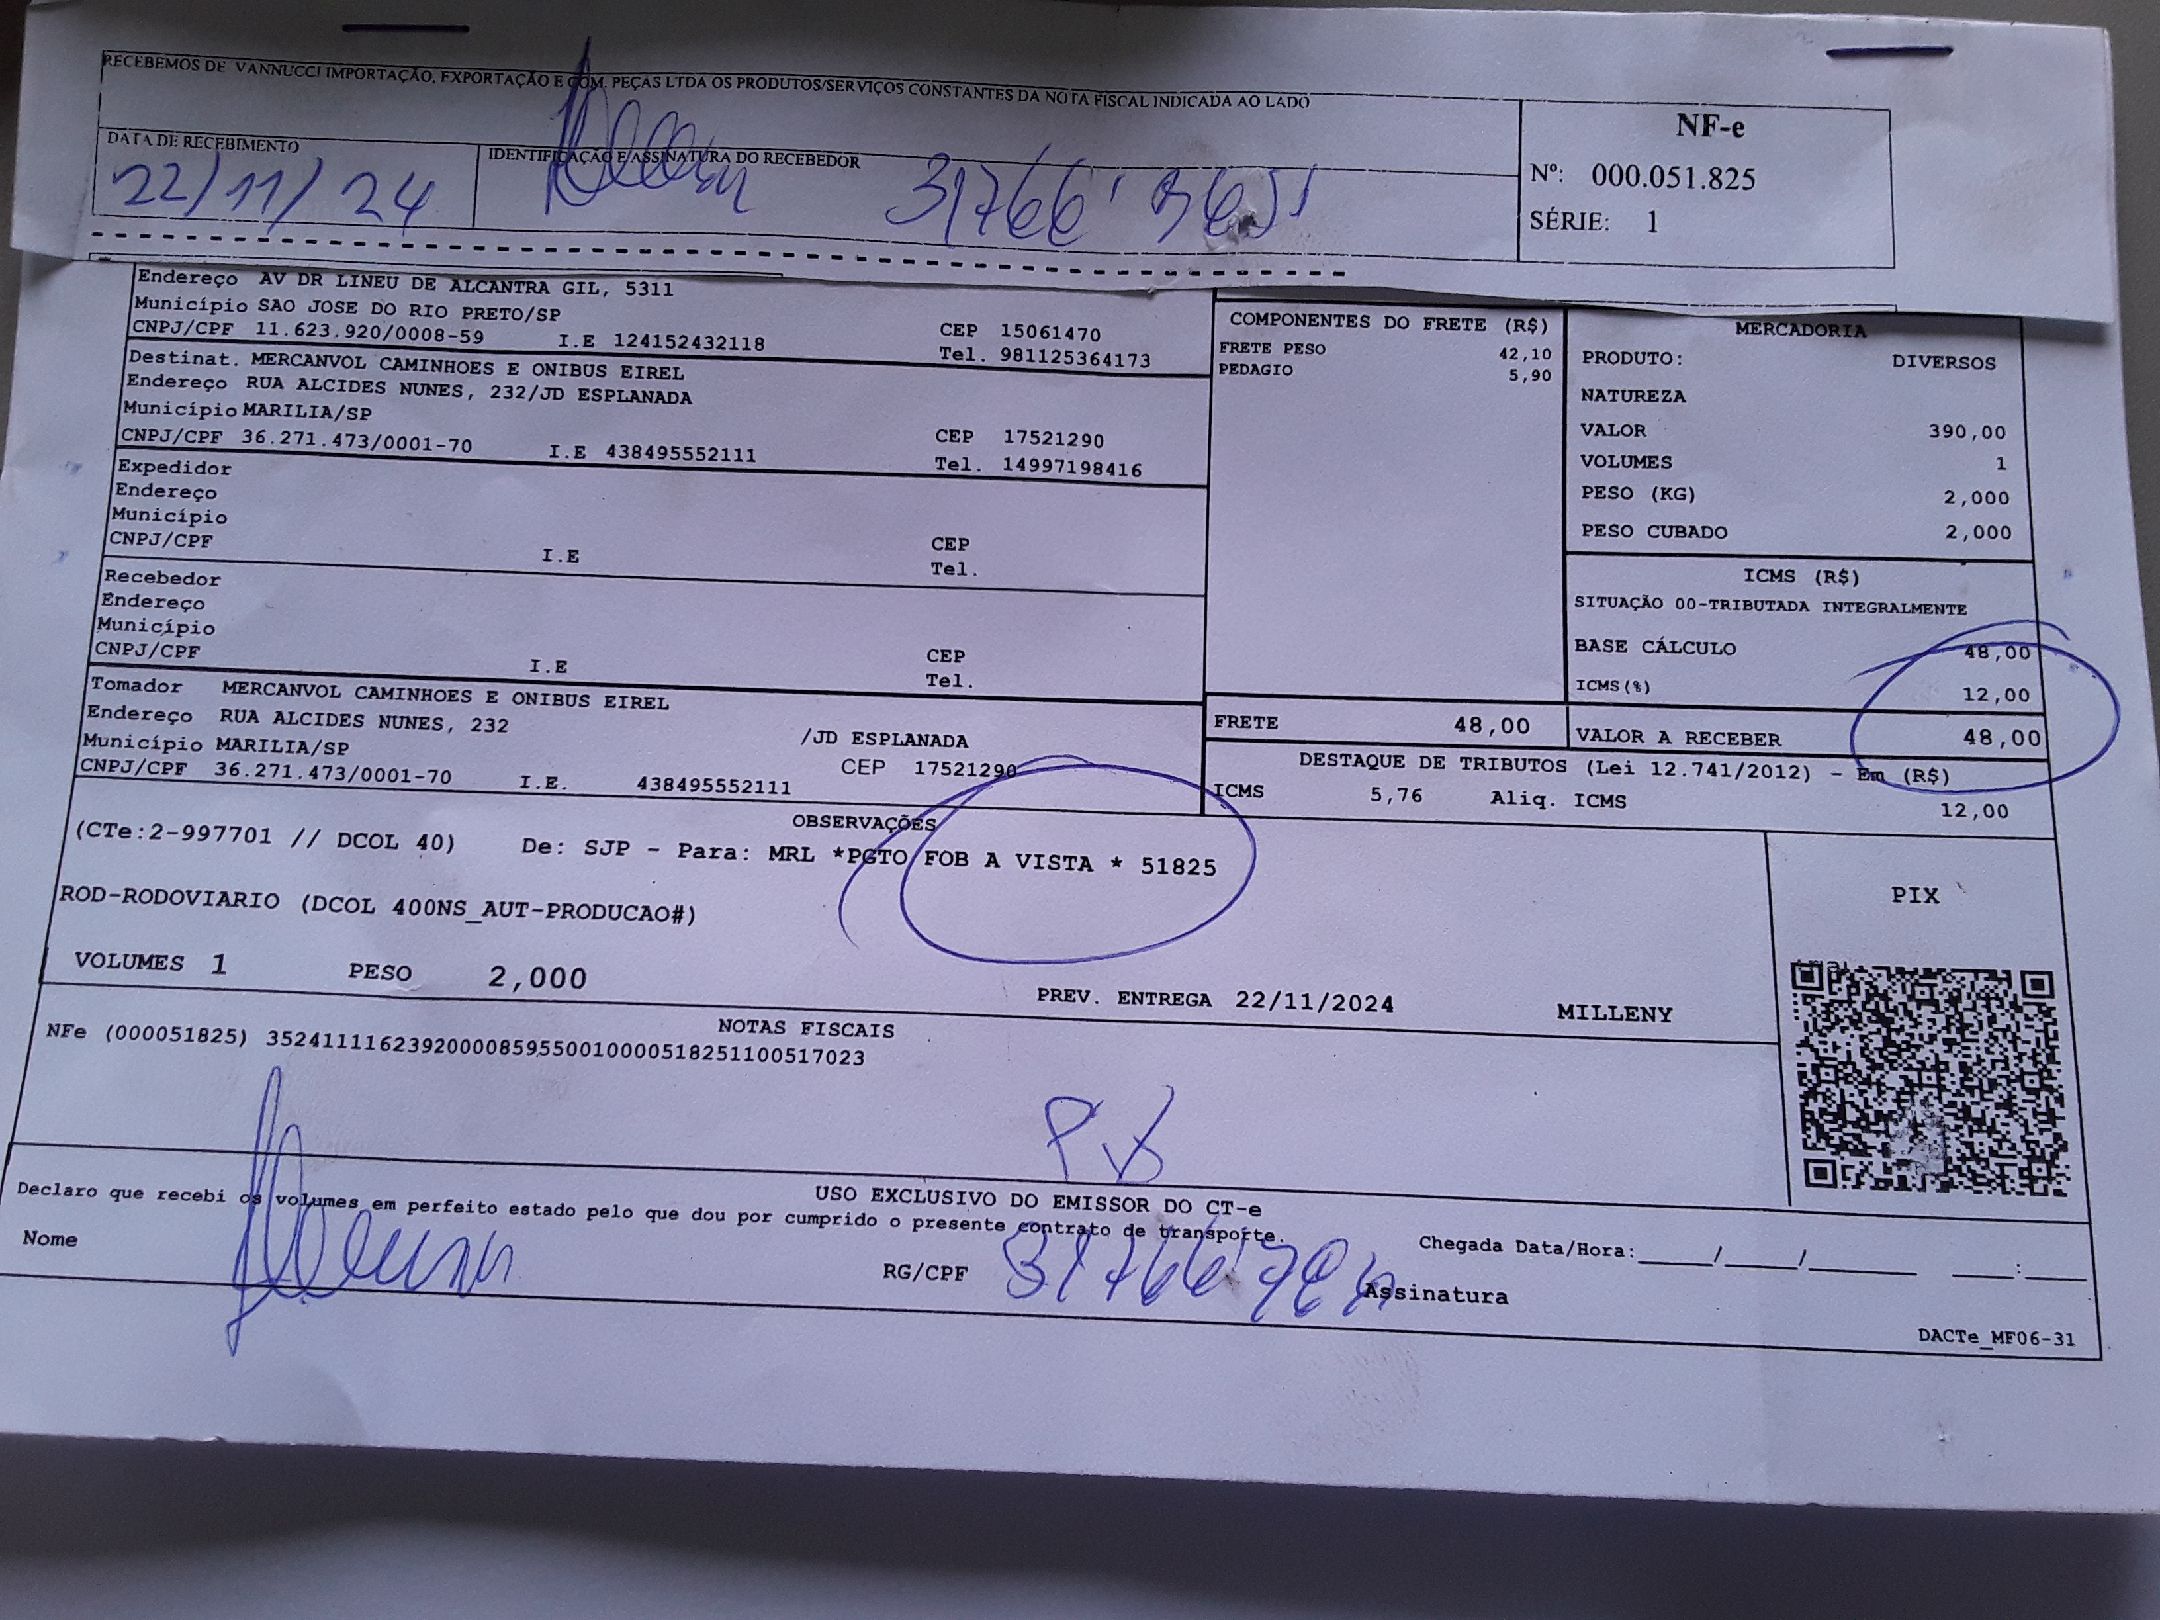 RECEBEMOS DE VANNUCCI IMPORTAÇÃO, EXPORTAÇÃO E COM. PEÇAS LTDA OS PRODUTOS/SERVIÇOS CONSTANTES DA NOTA FISCAL INDICADA AO LADO
DATA DE RECEBIMENTO
22/11/24
IDENTIFICAÇÃO E ASSINATURA DO RECEBEDOR
NF-e
Nº: 000.051.825
SÉRIE: 1
Endereço AV DR LINEU DE ALCANTRA GIL, 5311
Município SAO JOSE DO RIO PRETO/SP CEP 15061470
CNPJ/CPF 11.623.920/0008-59 I.E 124152432118 Tel. 981125364173
Destinat. MERCANVOL CAMINHOES E ONIBUS EIREL
Endereço RUA ALCIDES NUNES, 232/JD ESPLANADA
Município MARILIA/SP CEP 17521290
CNPJ/CPF 36.271.473/0001-70 I.E 438495552111 Tel. 14997198416
Expedidor
Endereço
Município CEP
CNPJ/CPF I.E Tel.
Recebedor
Endereço
Município CEP
CNPJ/CPF I.E Tel.
Tomador MERCANVOL CAMINHOES E ONIBUS EIREL
Endereço RUA ALCIDES NUNES, 232 /JD ESPLANADA
Município MARILIA/SP CEP 17521290
CNPJ/CPF 36.271.473/0001-70 I.E. 438495552111
COMPONENTES DO FRETE (R$)
FRETE PESO 42,10
PEDAGIO 5,90
MERCADORIA
PRODUTO: DIVERSOS
NATUREZA
VALOR 390,00
VOLUMES 1
PESO (KG) 2,000
PESO CUBADO 2,000
ICMS (R$)
SITUAÇÃO 00-TRIBUTADA INTEGRALMENTE
BASE CÁLCULO 48,00
ICMS(%) 12,00
FRETE 48,00 VALOR A RECEBER 48,00
DESTAQUE DE TRIBUTOS (Lei 12.741/2012) - Em (R$)
ICMS 5,76 Aliq. ICMS 12,00
OBSERVAÇÕES
(CTe:2-997701 // DCOL 40) De: SJP - Para: MRL *PGTO FOB A VISTA * 51825
ROD-RODOVIARIO (DCOL 400NS_AUT-PRODUCAO#)
VOLUMES 1 PESO 2,000 PREV. ENTREGA 22/11/2024 MILLENY
PIX
NOTAS FISCAIS
NFe (000051825) 35241111623920000859550010000518251100517023
USO EXCLUSIVO DO EMISSOR DO CT-e
Declaro que recebi os volumes em perfeito estado pelo que dou por cumprido o presente contrato de transporte.
Nome RG/CPF Assinatura
Chegada Data/Hora:_____/_____/_______ ____:____
DACTe_MF06-31